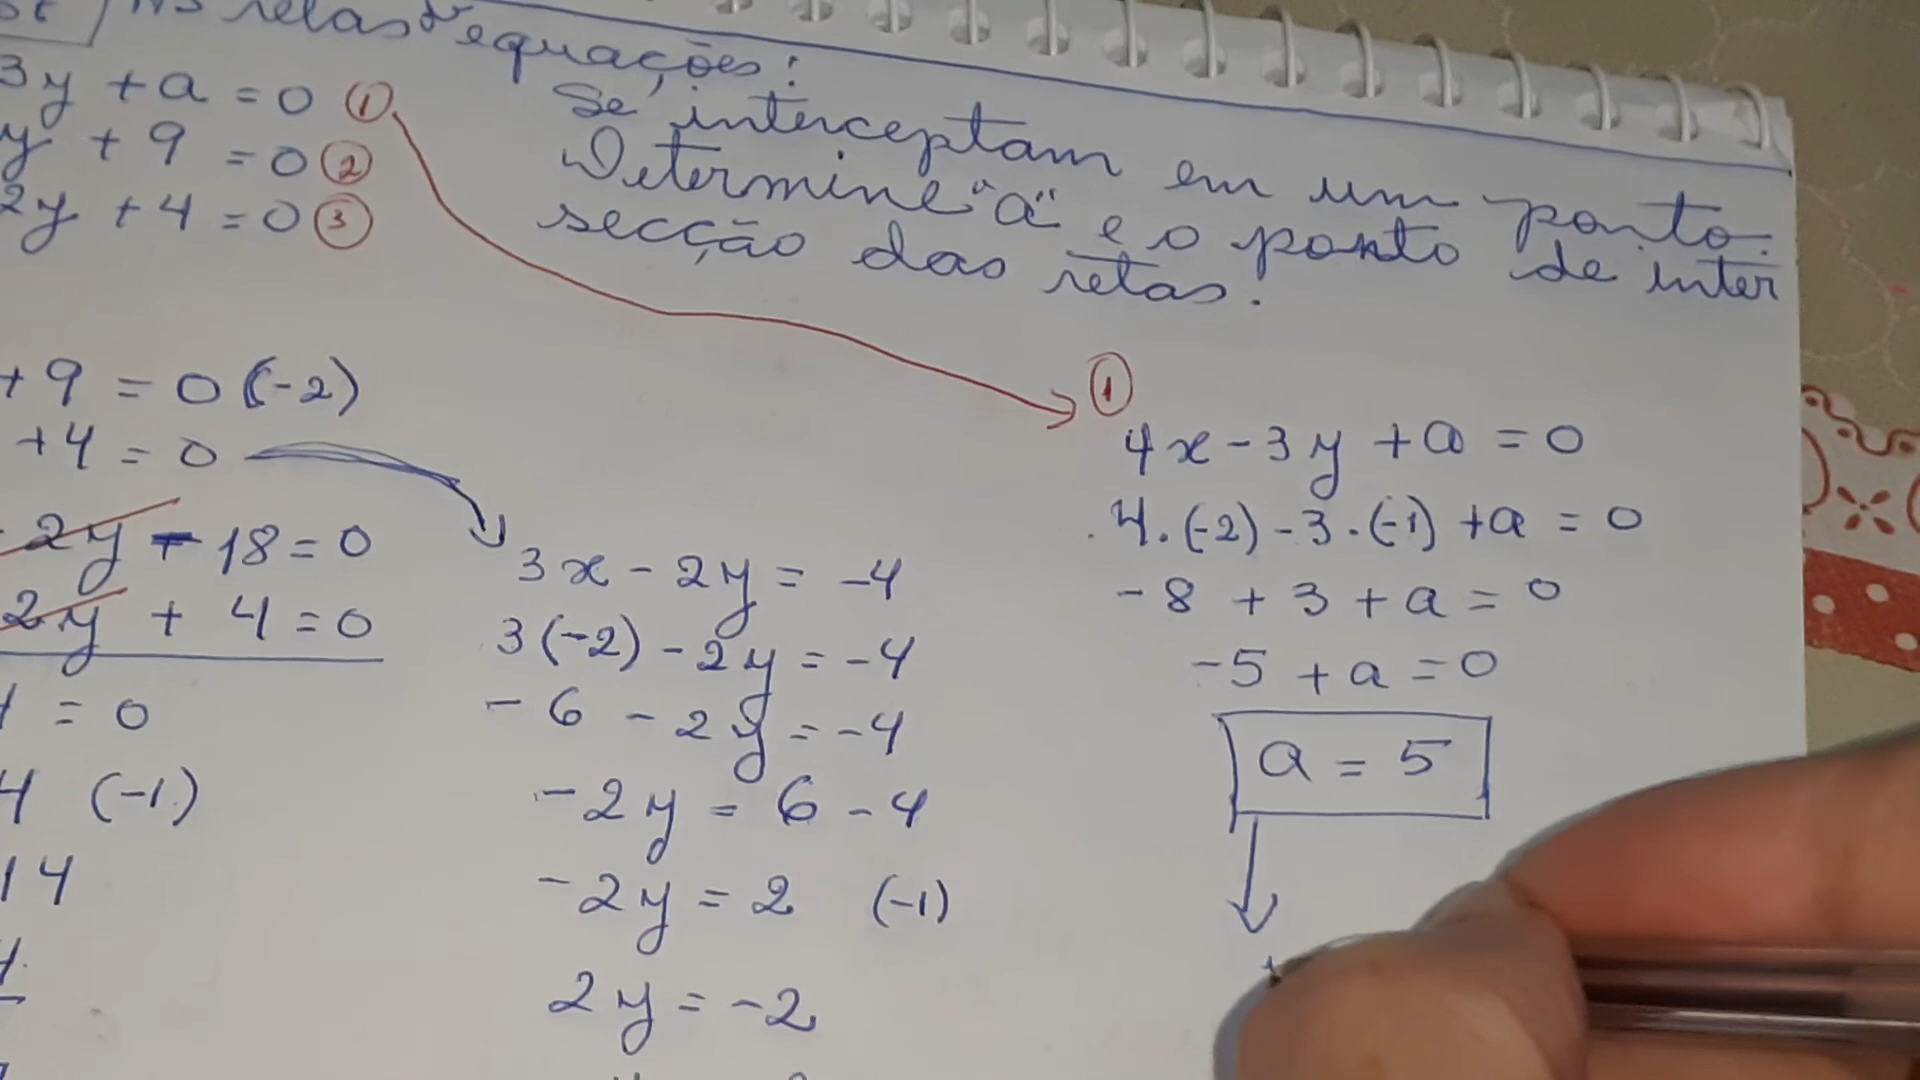 As retas de equações:
3y + a = 0 ①
y + 9 = 0 ②
2y + 4 = 0 ③
Se interceptam em um ponto.
Determine "a" e o ponto de inter
secção das retas.
+ 9 = 0 (-2)
+ 4 = 0
2y - 18 = 0
2y + 4 = 0
= 0
4 (-1)
14
3x - 2y = -4
3(-2) - 2y = -4
- 6 - 2y = -4
-2y = 6 - 4
-2y = 2 (-1)
2y = -2
①
4x - 3y + a = 0
4.(-2) - 3.(-1) + a = 0
-8 + 3 + a = 0
-5 + a = 0
a = 5